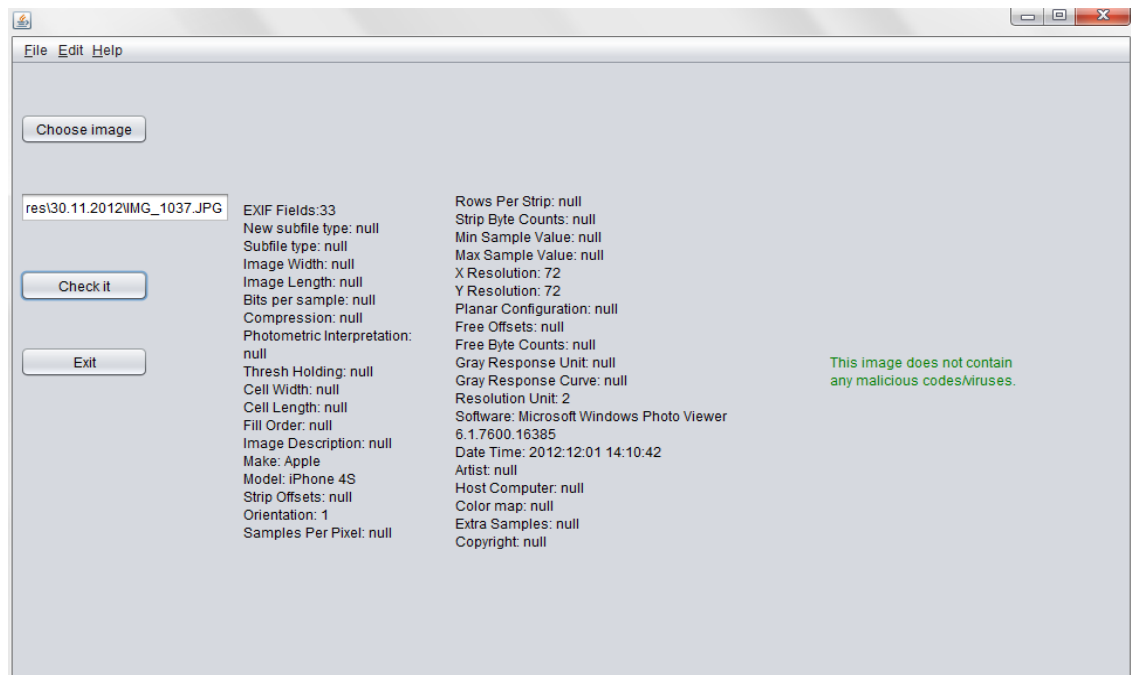 File Edit Help
Choose image
res\30.11.2012\IMG_1037.JPG
Check it
Exit
EXIF Fields:33
New subfile type: null
Subfile type: null
Image Width: null
Image Length: null
Bits per sample: null
Compression: null
Photometric Interpretation:
null
Thresh Holding: null
Cell Width: null
Cell Length: null
Fill Order: null
Image Description: null
Make: Apple
Model: iPhone 4S
Strip Offsets: null
Orientation: 1
Samples Per Pixel: null
Rows Per Strip: null
Strip Byte Counts: null
Min Sample Value: null
Max Sample Value: null
X Resolution: 72
Y Resolution: 72
Planar Configuration: null
Free Offsets: null
Free Byte Counts: null
Gray Response Unit: null
Gray Response Curve: null
Resolution Unit: 2
Software: Microsoft Windows Photo Viewer
6.1.7600.16385
Date Time: 2012:12:01 14:10:42
Artist: null
Host Computer: null
Color map: null
Extra Samples: null
Copyright: null
This image does not contain
any malicious codes/viruses.